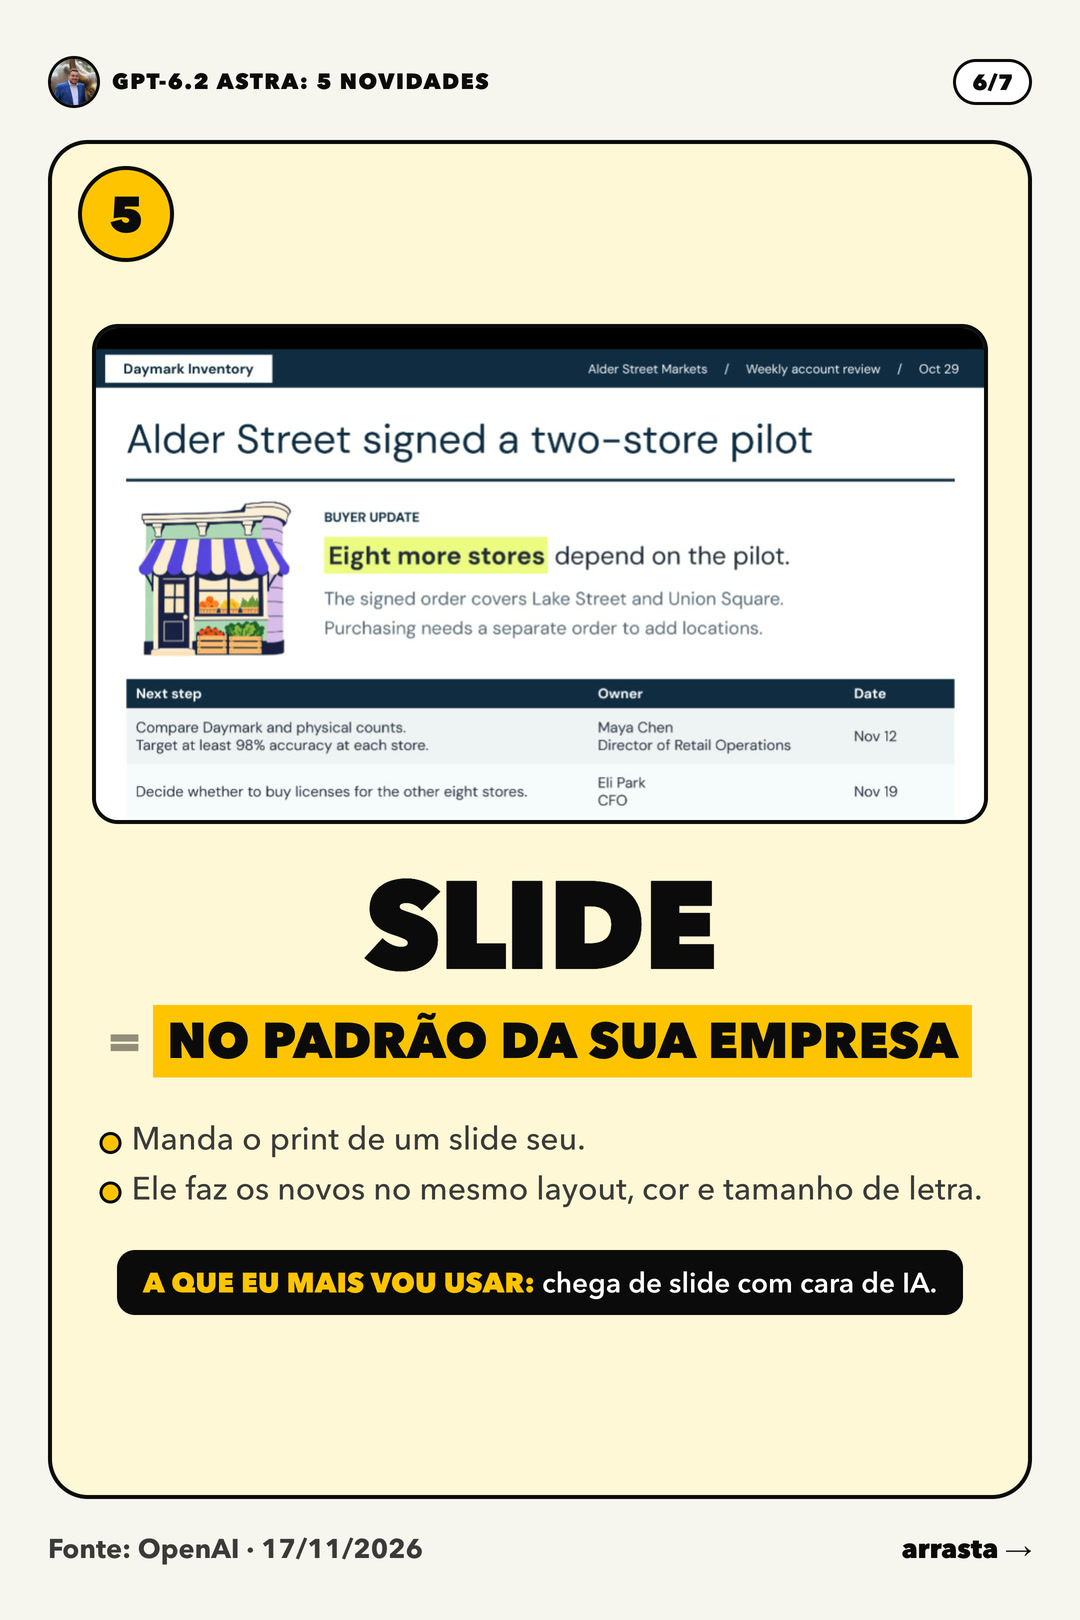 GPT-6.2 ASTRA: 5 NOVIDADES
6/7
5
Daymark Inventory
Alder Street Markets / Weekly account review / Oct 29
Alder Street signed a two-store pilot
BUYER UPDATE
Eight more stores depend on the pilot.
The signed order covers Lake Street and Union Square.
Purchasing needs a separate order to add locations.
Next step Owner Date
Compare Daymark and physical counts.
Target at least 98% accuracy at each store.
Maya Chen
Director of Retail Operations
Nov 12
Decide whether to buy licenses for the other eight stores.
Eli Park
CFO
Nov 19
SLIDE
= NO PADRÃO DA SUA EMPRESA
Manda o print de um slide seu.
Ele faz os novos no mesmo layout, cor e tamanho de letra.
A QUE EU MAIS VOU USAR: chega de slide com cara de IA.
Fonte: OpenAI · 17/11/2026
arrasta →